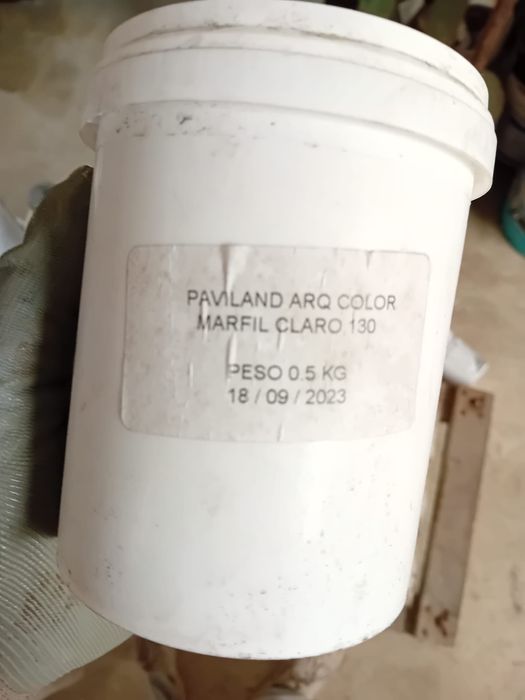 PAVILAND ARQ COLOR
MARFIL CLARO 130
PESO 0.5 KG
18 / 09 / 2023